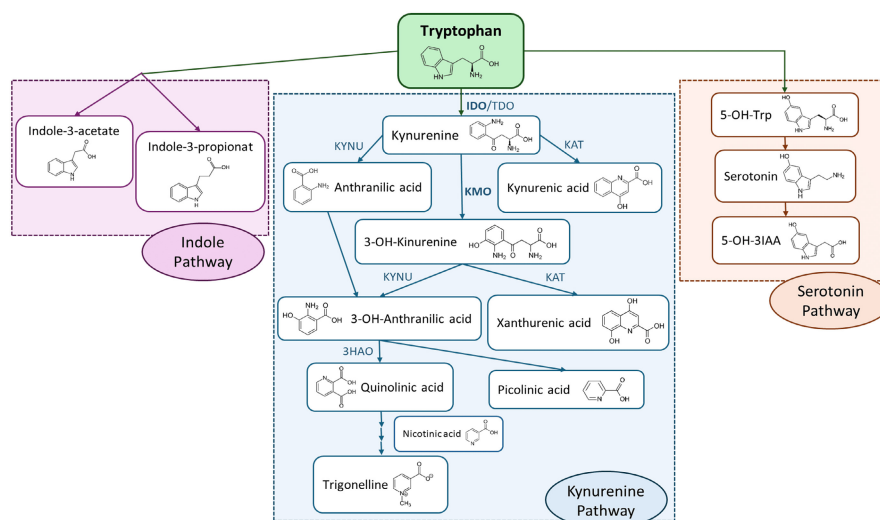 Tryptophan
IDO/TDO
Indole-3-acetate
Indole-3-propionat
Indole
Pathway
Kynurenine
KYNU
KAT
Anthranilic acid
KMO
Kynurenic acid
3-OH-Kinurenine
KYNU
KAT
3-OH-Anthranilic acid
Xanthurenic acid
3HAO
Quinolinic acid
Picolinic acid
Nicotinic acid
Trigonelline
Kynurenine
Pathway
5-OH-Trp
Serotonin
5-OH-3IAA
Serotonin
Pathway